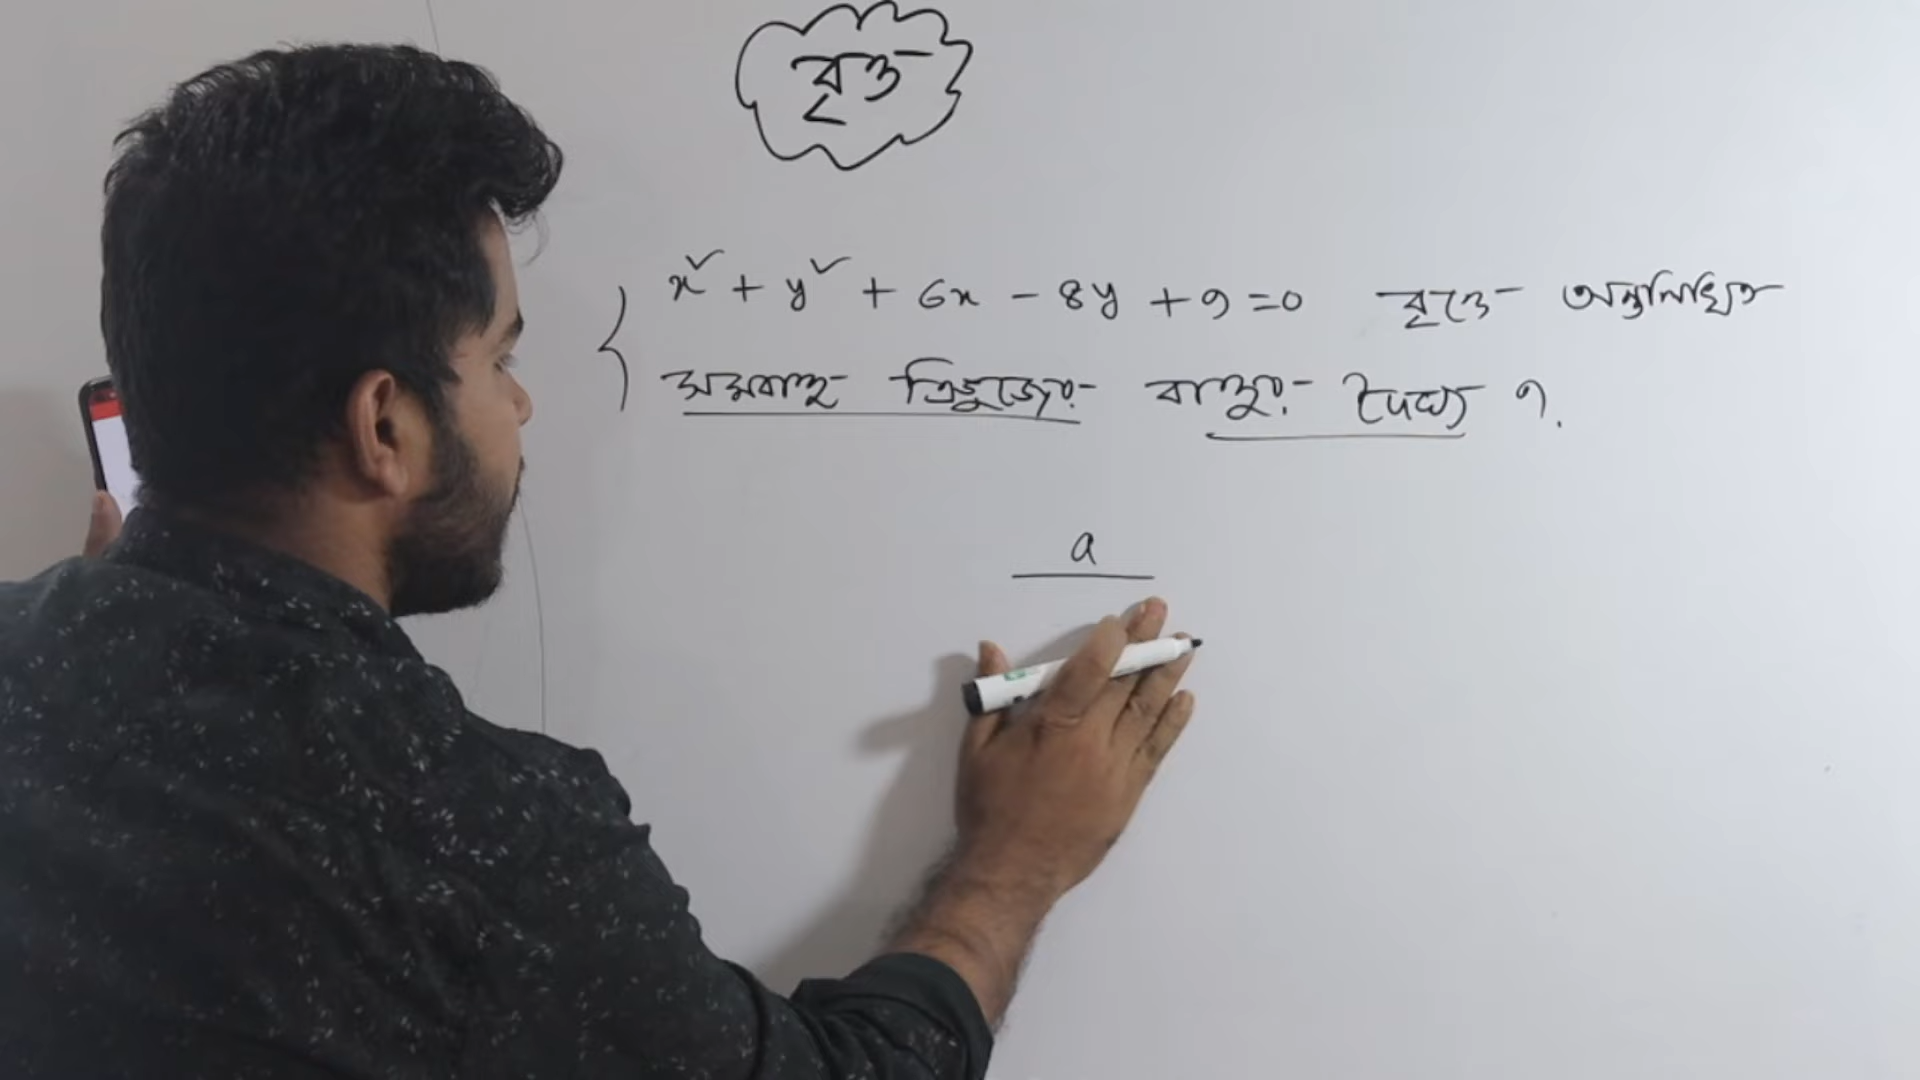 বৃত্ত
x² + y² + 6x - 8y + 9 = 0 বৃত্তে অন্তর্লিখিত
সমবাহু ত্রিভুজের বাহুর দৈর্ঘ্য ?
a